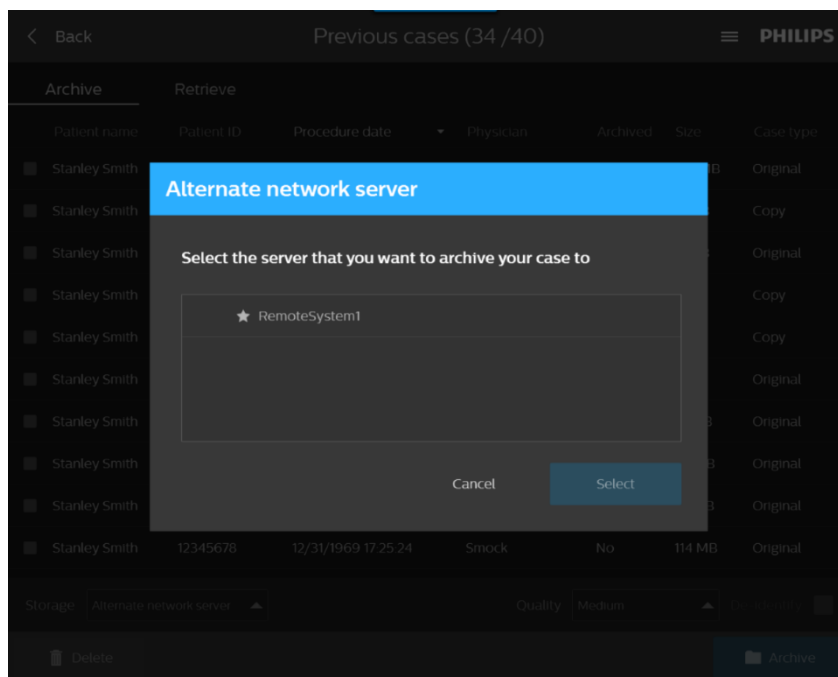 Back Previous cases (34 /40) PHILIPS
Archive Retrieve
Patient name Patient ID Procedure date Physician Archived Size Case type
Stanley Smith B Original
Stanley Smith Copy
Stanley Smith Original
Stanley Smith Copy
Stanley Smith Copy
Stanley Smith Original
Stanley Smith Original
Stanley Smith Original
Stanley Smith Original
Alternate network server
Select the server that you want to archive your case to
RemoteSystem1
Cancel Select
Stanley Smith 12345678 12/31/1969 17:25:24 Smock No 114 MB Original
Storage Alternate network server Quality Medium
Delete Archive